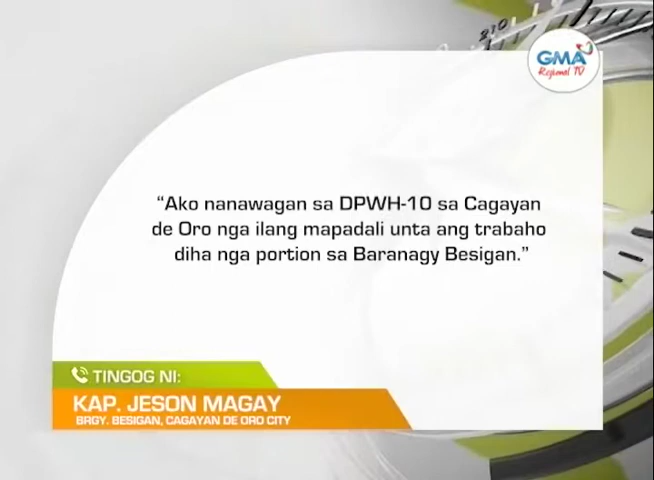 210
GMA
Regional TV
“Ako nanawagan sa DPWH-10 sa Cagayan
de Oro nga ilang mapadali unta ang trabaho
diha nga portion sa Baranagy Besigan.”
TINGOG NI:
KAP. JESON MAGAY
BRGY. BESIGAN, CAGAYAN DE ORO CITY